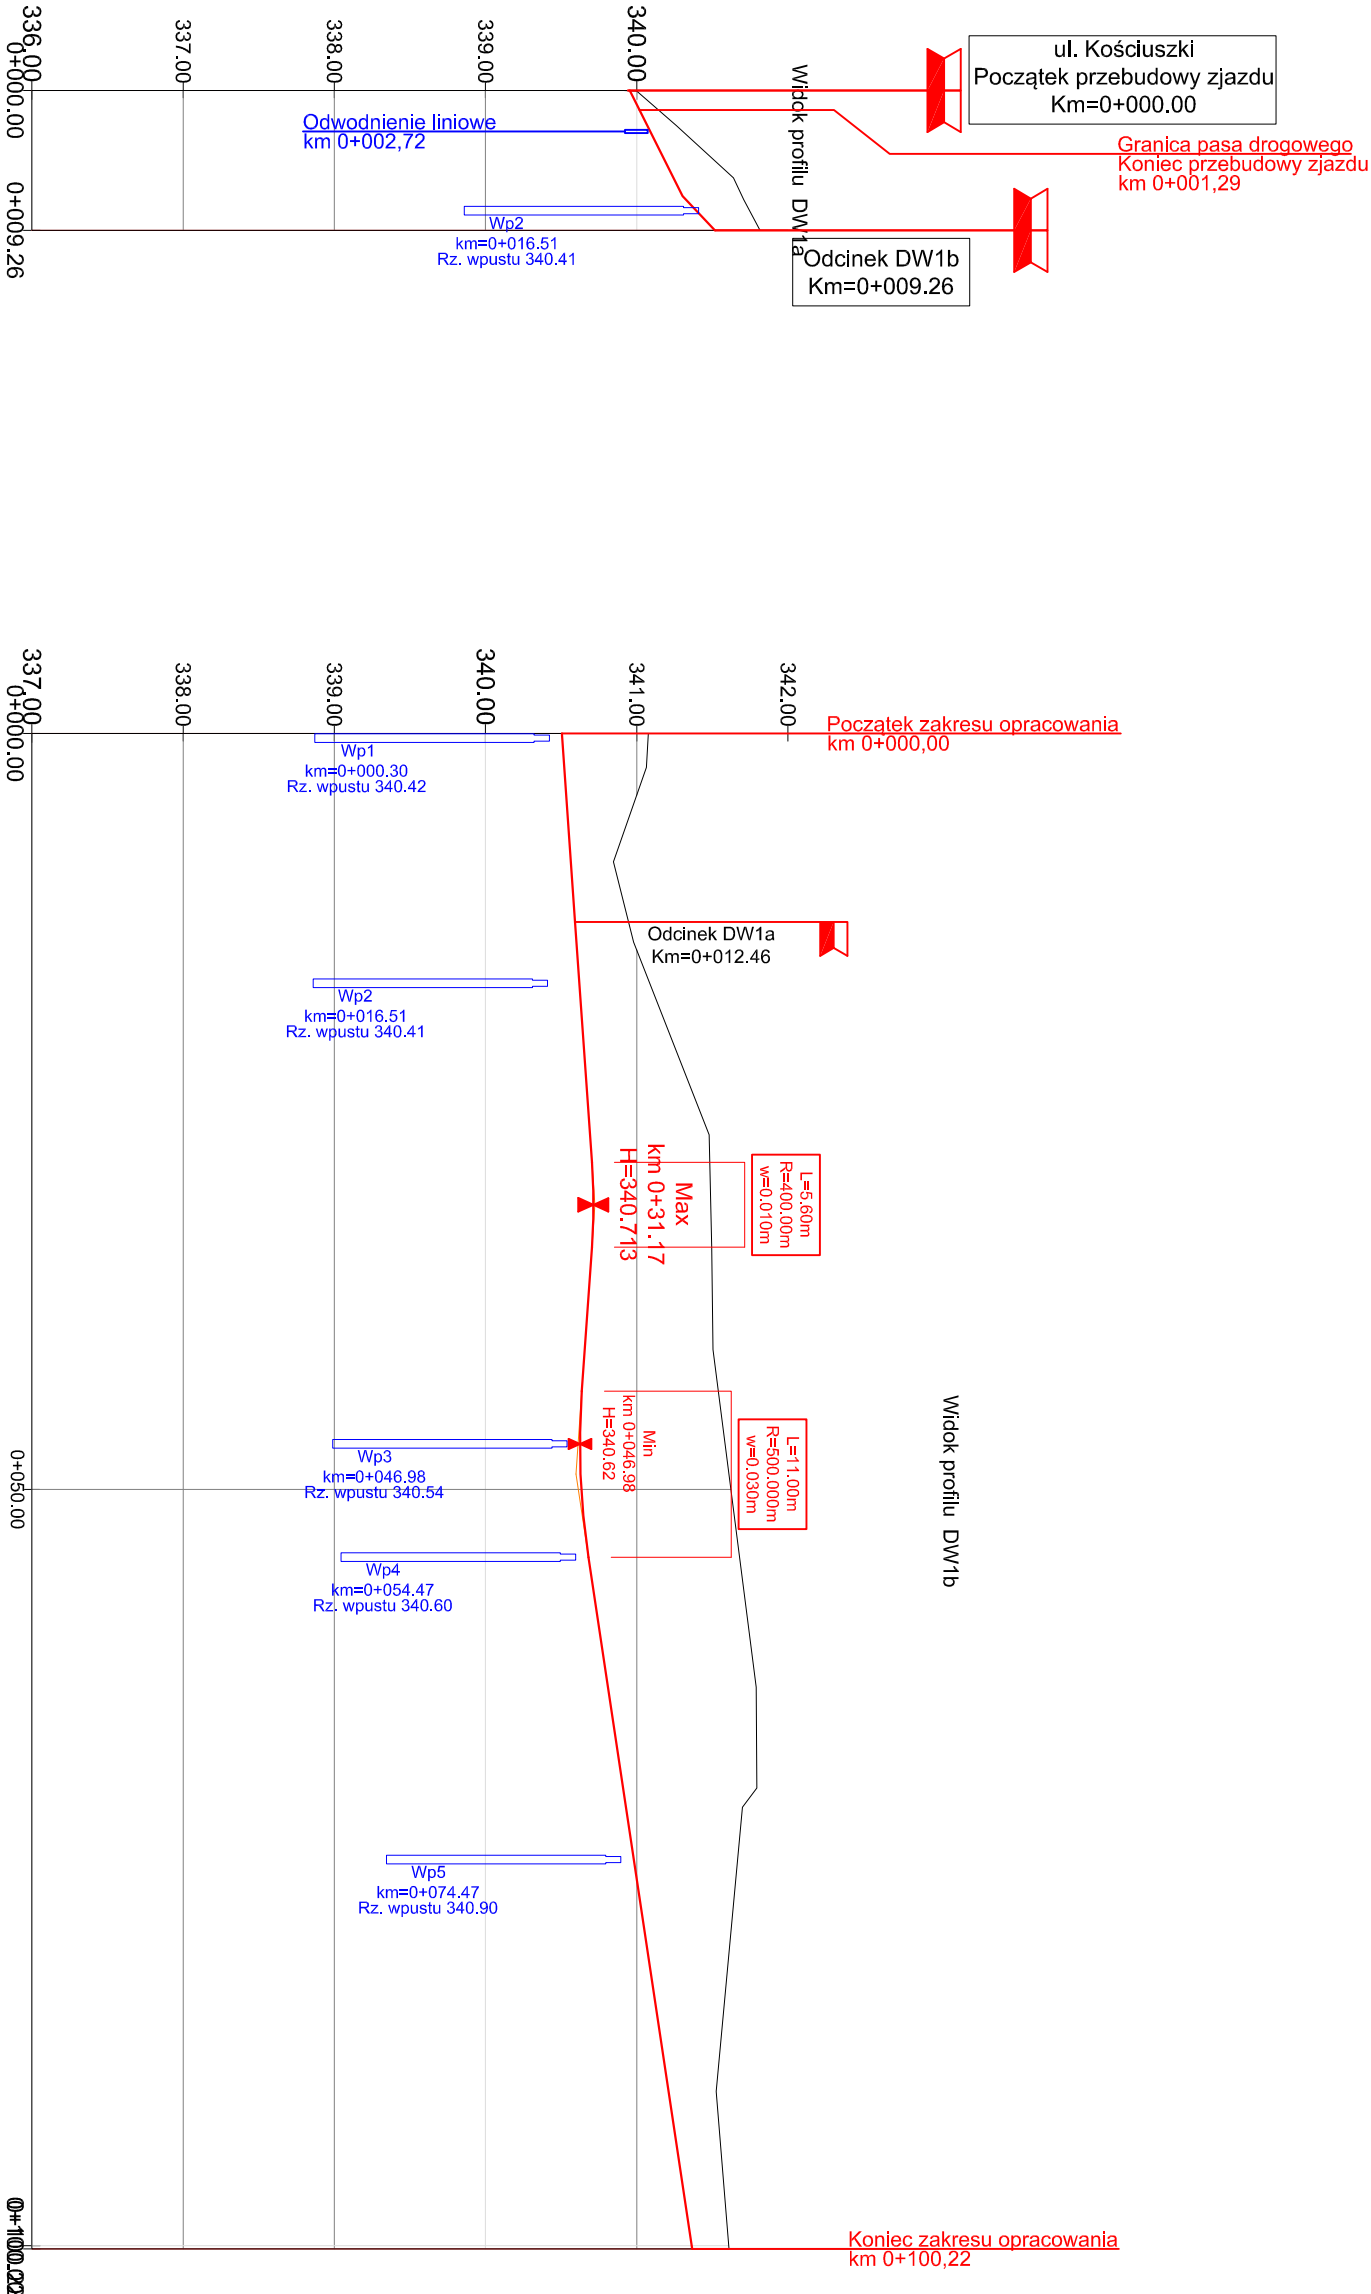 336.00
337.00
338.00
339.00
340.00
0+000.00
0+009.26
ul. Kościuszki
Początek przebudowy zjazdu
Km=0+000.00
Granica pasa drogowego
Koniec przebudowy zjazdu
km 0+001,29
Odwodnienie liniowe
km 0+002,72
Widok profilu DW1a
Wp2
km=0+016.51
Rz. wpustu 340.41
Odcinek DW1b
Km=0+009.26
337.00
338.00
339.00
340.00
341.00
342.00
0+000.00
Początek zakresu opracowania
km 0+000,00
Wp1
km=0+000.30
Rz. wpustu 340.42
Odcinek DW1a
Km=0+012.46
Wp2
km=0+016.51
Rz. wpustu 340.41
Max
km 0+31.17
H=340.713
L=5.60m
R=400.00m
w=0.010m
Min
km 0+046.98
H=340.62
L=11.00m
R=500.000m
w=0.030m
Widok profilu DW1b
Wp3
km=0+046.98
Rz. wpustu 340.54
0+050.00
Wp4
km=0+054.47
Rz. wpustu 340.60
Wp5
km=0+074.47
Rz. wpustu 340.90
Koniec zakresu opracowania
km 0+100,22